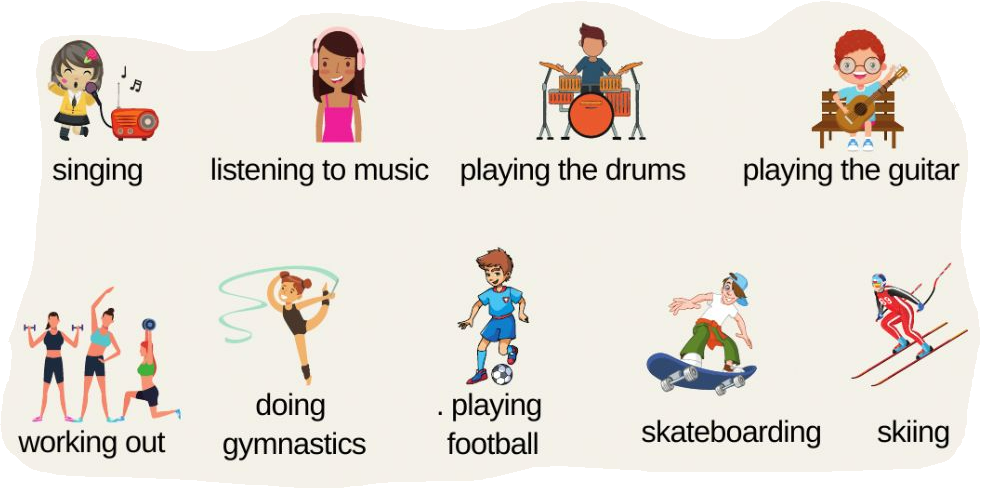 singing
listening to music
playing the drums
playing the guitar
working out
doing
gymnastics
. playing
football
skateboarding
skiing